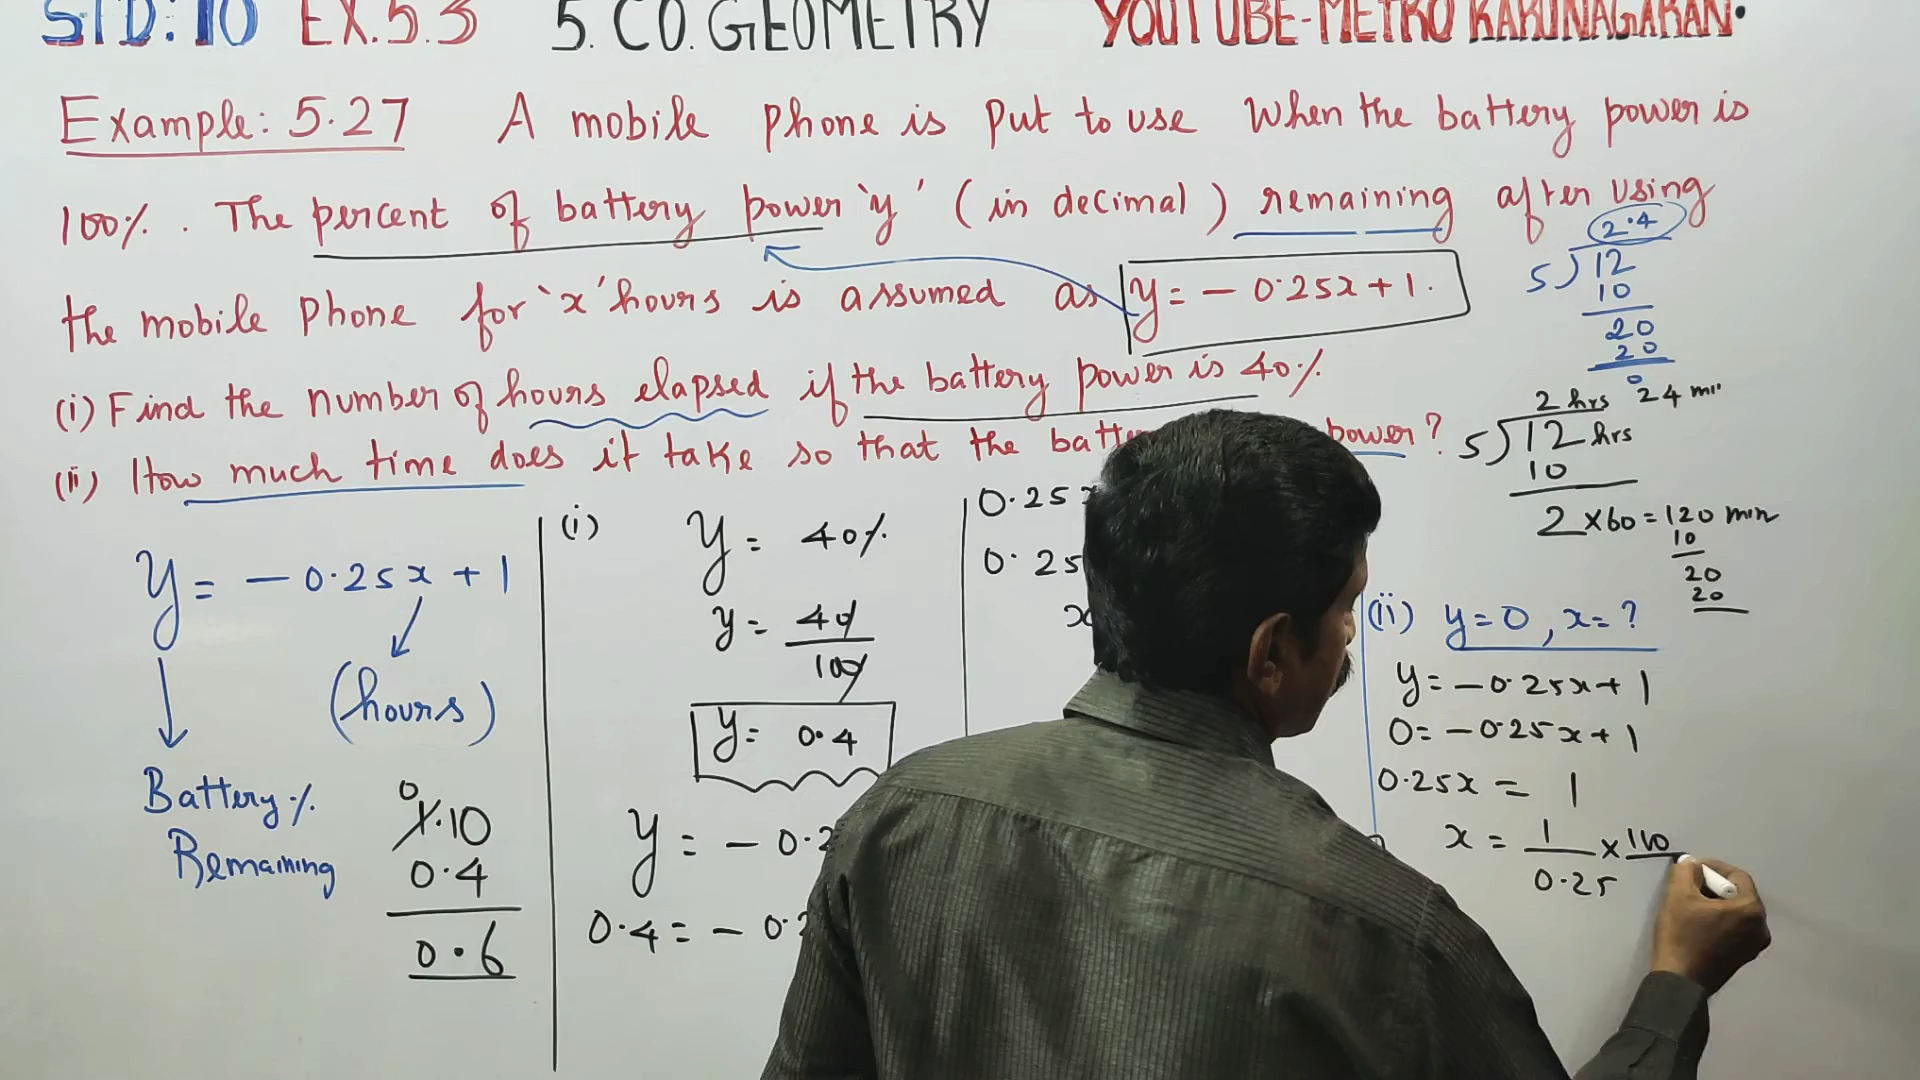 STD: 10 EX.5.3 5. CO. GEOMETRY YOUTUBE-METRO KARUNAGARAN.
Example: 5.27 A mobile phone is put to use when the battery power is
100%. The percent of battery power 'y' (in decimal) remaining after using
the mobile phone for 'x' hours is assumed as y = - 0.25x + 1.
(i) Find the number of hours elapsed if the battery power is 40%
(ii) How much time does it take so that the batte power?
y = - 0.25x + 1
(hours)
Battery %
Remaining
0
1.10
0.4
0.6
(i) y = 40%
y = 40/100
y = 0.4
y = - 0.2
0.4 = - 0.2
0.25
0.25
x
2.4
5)12
10
20
20
0
2 hrs 24 min
5)12 hrs
10
2 x 60 = 120 min
10
20
20
(ii) y = 0, x = ?
y = - 0.25x + 1
0 = - 0.25x + 1
0.25x = 1
x = 1/0.25 x 100